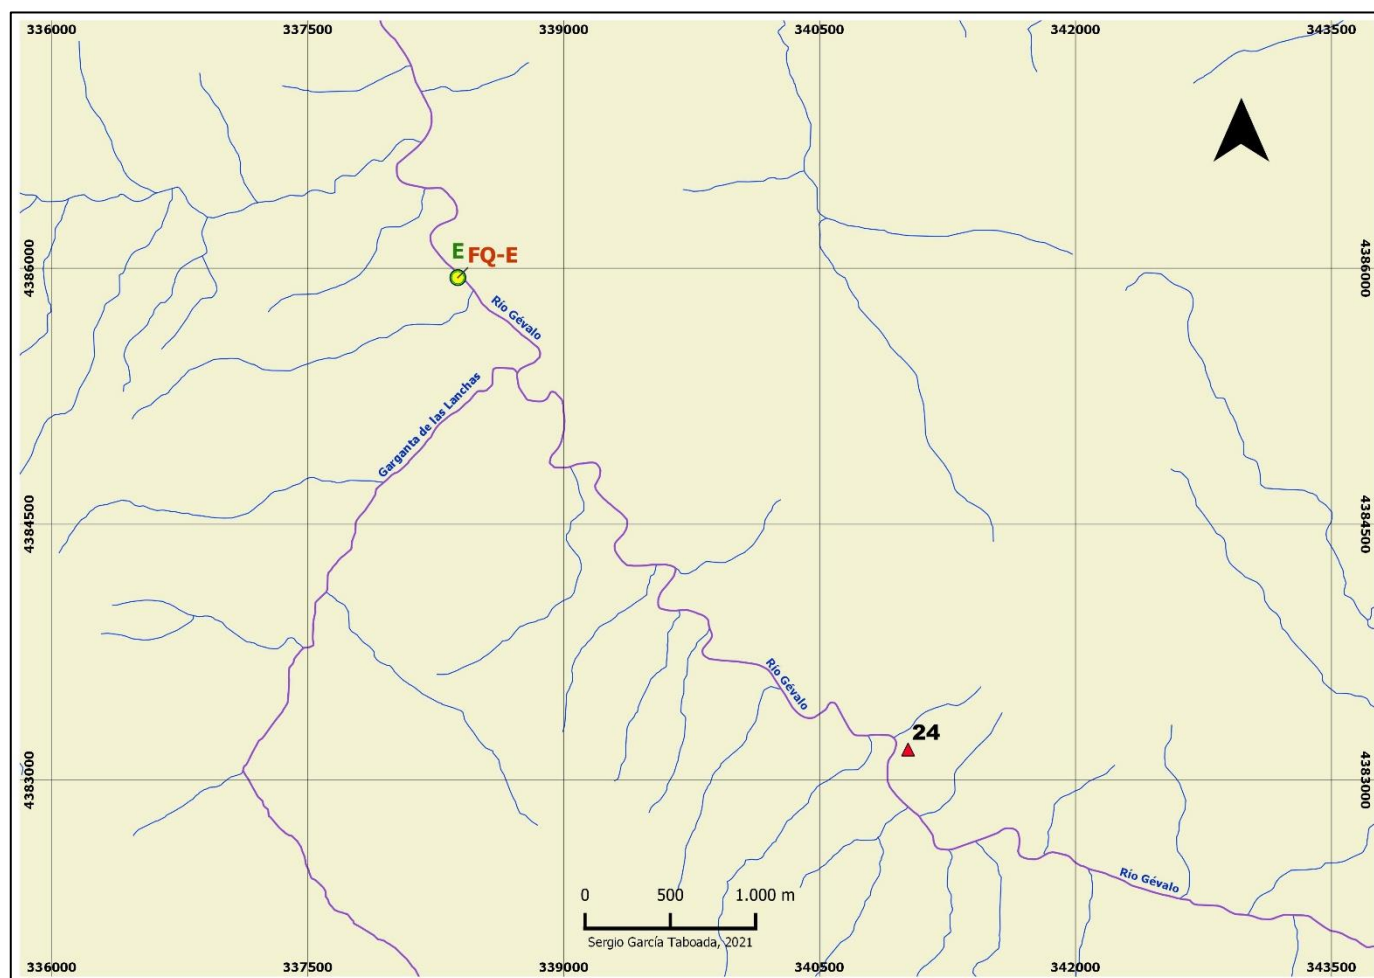 336000 337500 339000 340500 342000 343500
4386000
E FQ-E
4386000
Río Gévalo
Garganta de las Lanchas
4384500
4384500
Río Gévalo
24
4383000
4383000
Río Gévalo
0 500 1.000 m
Sergio García Taboada, 2021
336000 337500 339000 340500 342000 343500